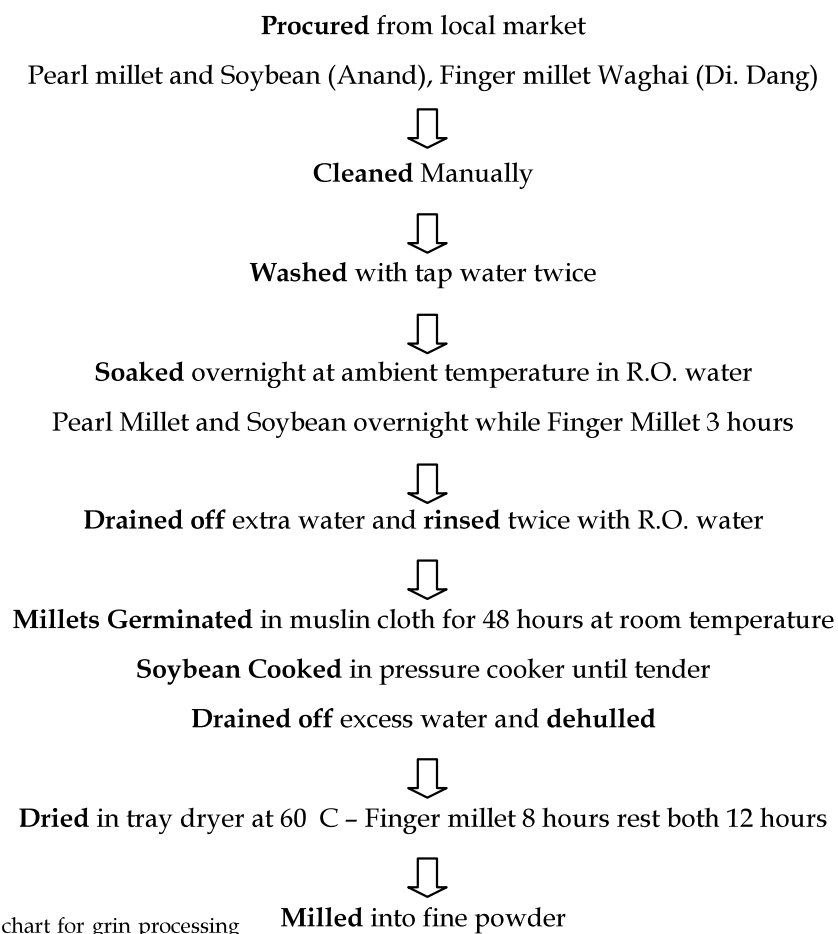 Procured from local market
Pearl millet and Soybean (Anand), Finger millet Waghai (Di. Dang)
Cleaned Manually
Washed with tap water twice
Soaked overnight at ambient temperature in R.O. water
Pearl Millet and Soybean overnight while Finger Millet 3 hours
Drained off extra water and rinsed twice with R.O. water
Millets Germinated in muslin cloth for 48 hours at room temperature
Soybean Cooked in pressure cooker until tender
Drained off excess water and dehulled
Dried in tray dryer at 60 C – Finger millet 8 hours rest both 12 hours
Milled into fine powder
chart for grin processing